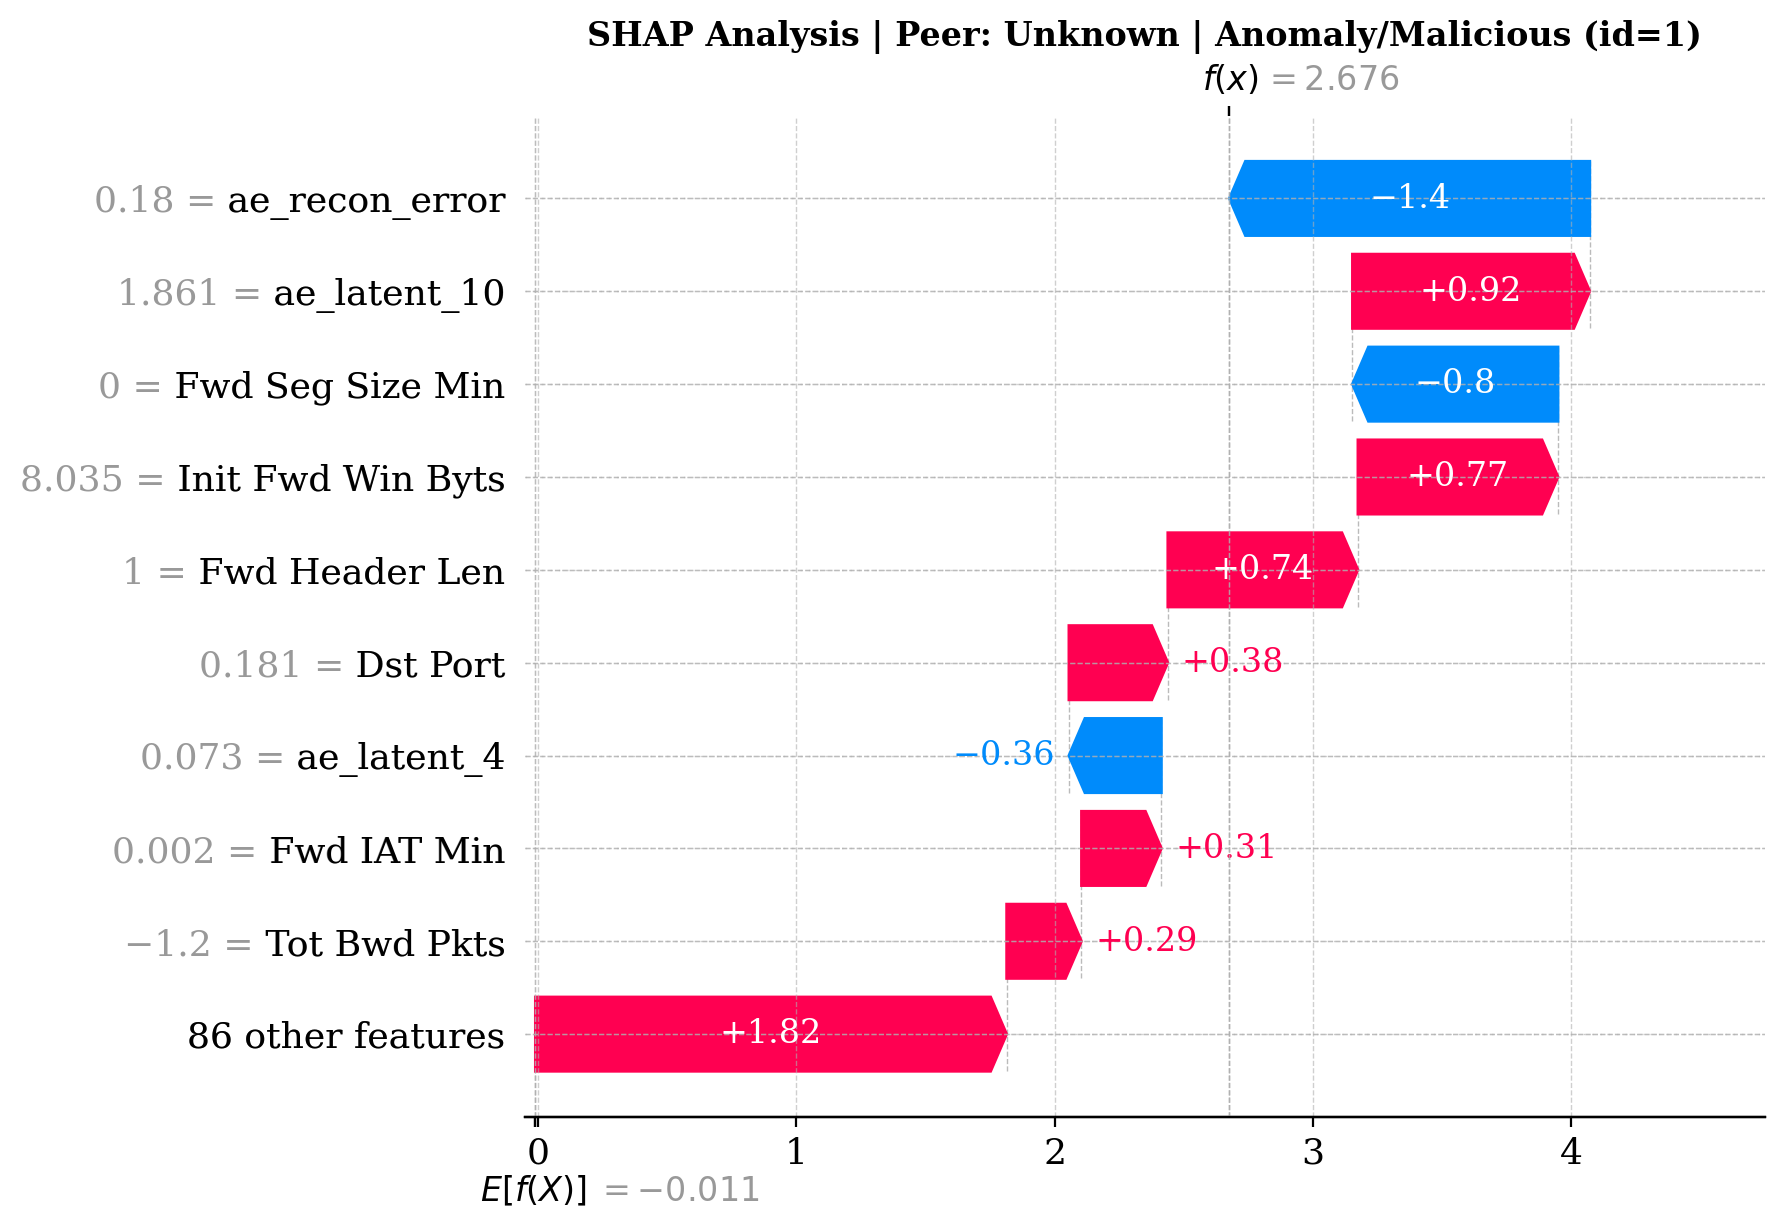 SHAP Analysis | Peer: Unknown | Anomaly/Malicious (id=1)
f(x) = 2.676
0.18 = ae_recon_error −1.4
1.861 = ae_latent_10 +0.92
0 = Fwd Seg Size Min −0.8
8.035 = Init Fwd Win Byts +0.77
1 = Fwd Header Len +0.74
0.181 = Dst Port +0.38
0.073 = ae_latent_4 −0.36
0.002 = Fwd IAT Min +0.31
−1.2 = Tot Bwd Pkts +0.29
86 other features +1.82
0 1 2 3 4
E[f(X)] = −0.011